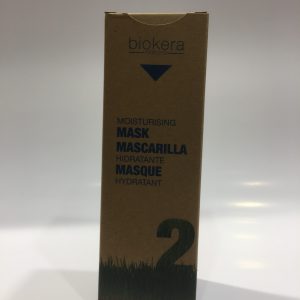 biokera
MOISTURISING
MASK
MASCARILLA
HIDRATANTE
MASQUE
HYDRATANT
2